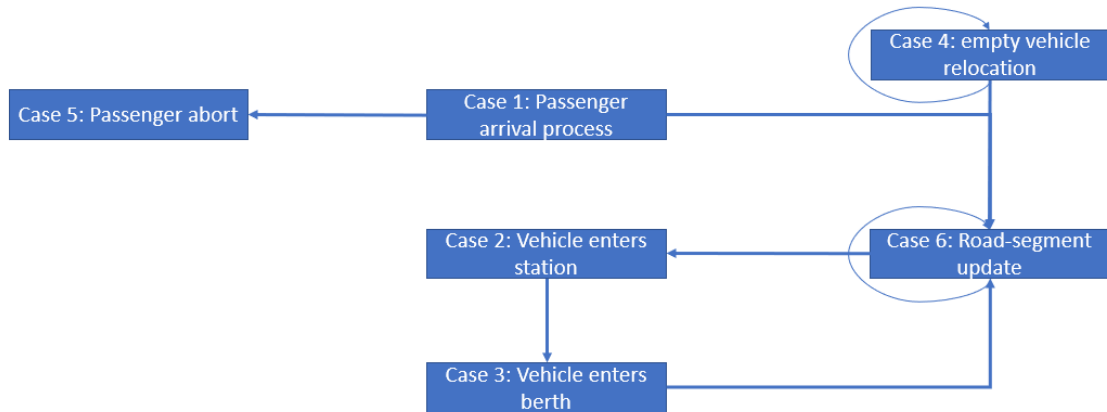 Case 4: empty vehicle
relocation
Case 5: Passenger abort
Case 1: Passenger
arrival process
Case 2: Vehicle enters
station
Case 6: Road-segment
update
Case 3: Vehicle enters
berth